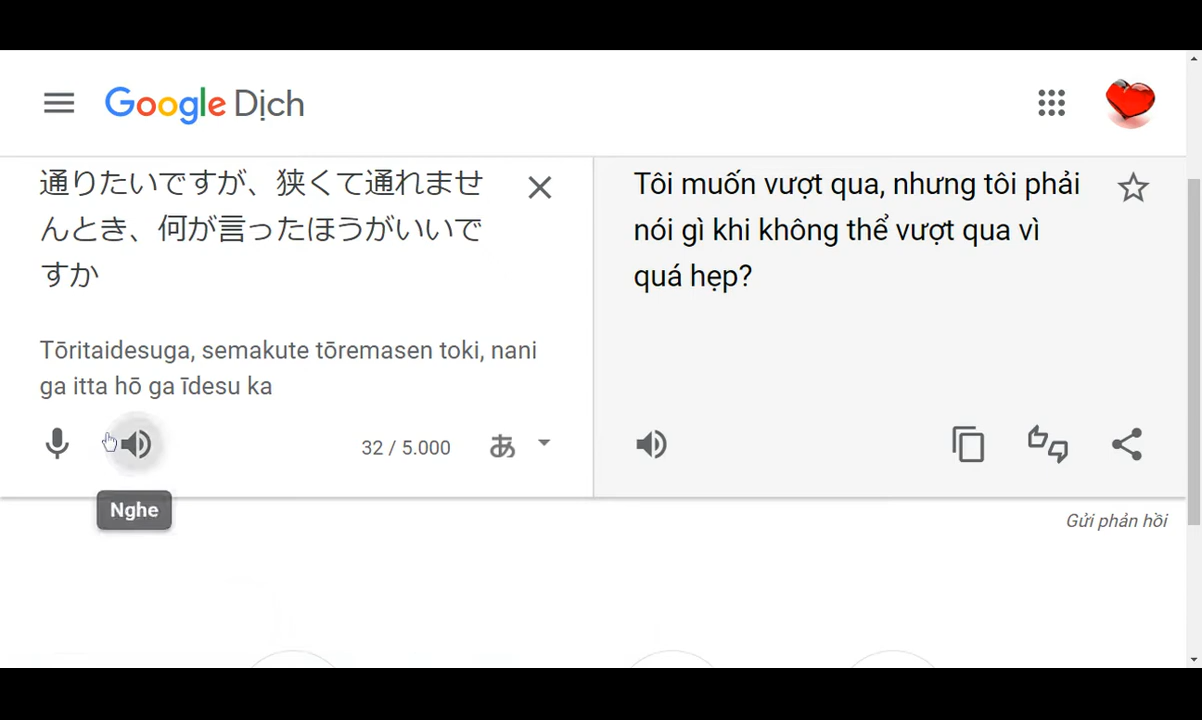 Google Dịch
通りたいですが、狭くて通れませ
んとき、何が言ったほうがいいで
すか
Tōritaidesuga, semakute tōremasen toki, nani
ga itta hō ga īdesu ka
32 / 5.000
あ
Nghe
Tôi muốn vượt qua, nhưng tôi phải
nói gì khi không thể vượt qua vì
quá hẹp?
Gửi phản hồi